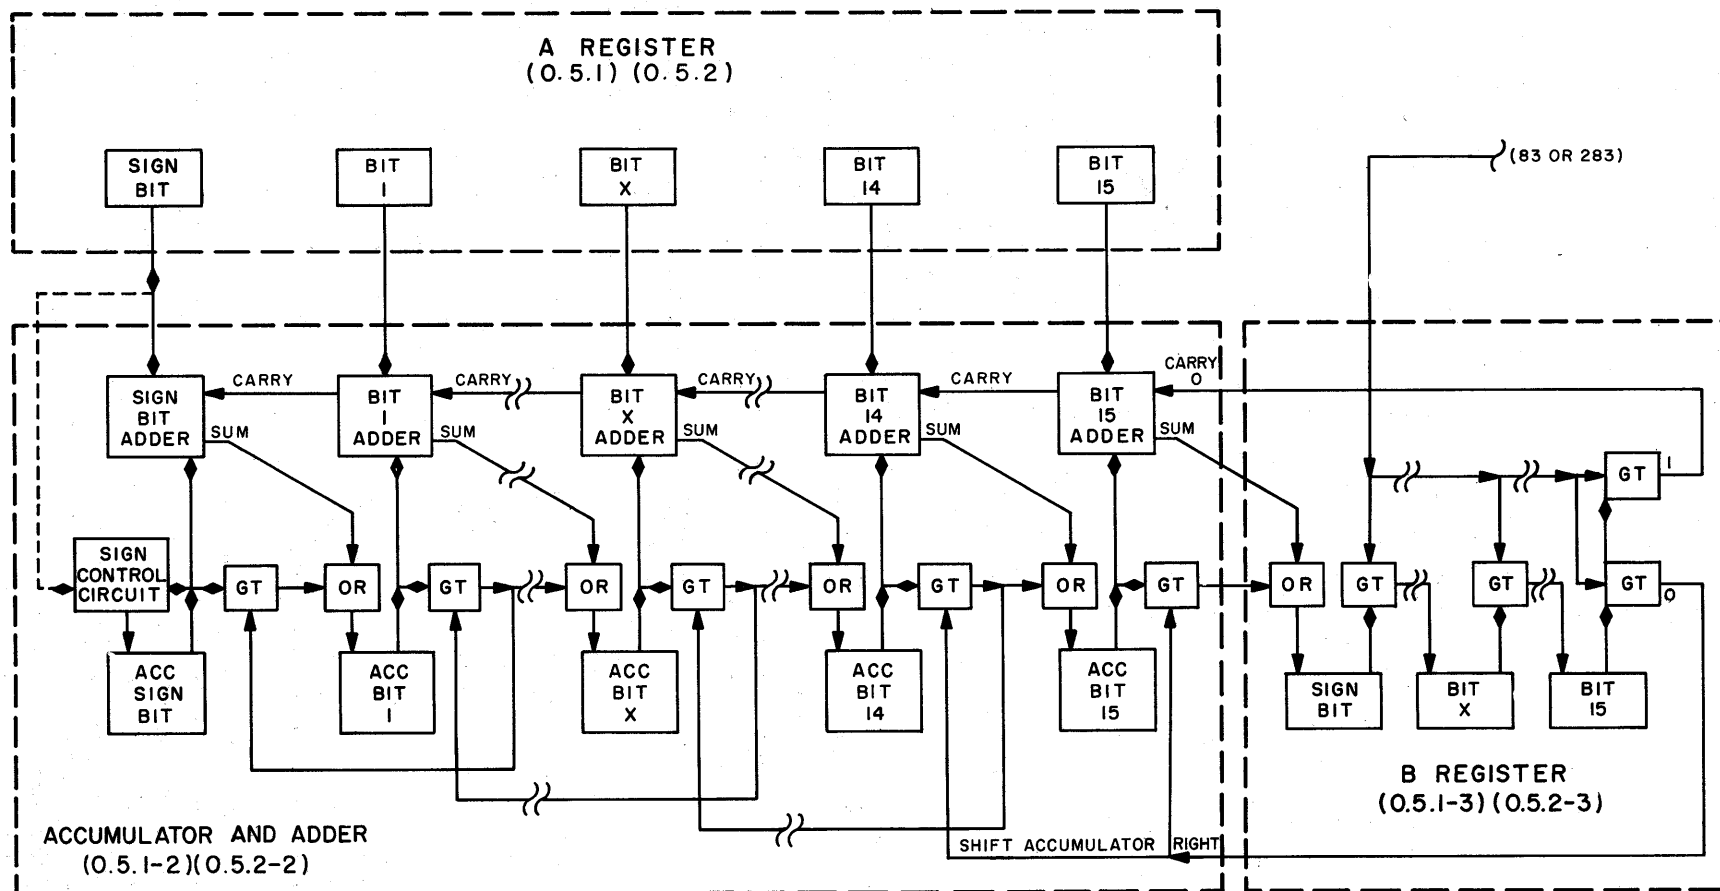 A REGISTER
(0.5.1) (0.5.2)
SIGN
BIT
BIT
1
BIT
X
BIT
14
BIT
15
(83 OR 283)
SIGN
BIT
ADDER
CARRY
BIT
1
ADDER
CARRY
BIT
X
ADDER
CARRY
BIT
14
ADDER
CARRY
BIT
15
ADDER
CARRY
0
SUM
SUM
SUM
SUM
SUM
GT
1
SIGN
CONTROL
CIRCUIT
GT
OR
GT
OR
GT
OR
GT
OR
GT
OR
GT
GT
GT
0
ACC
SIGN
BIT
ACC
BIT
1
ACC
BIT
X
ACC
BIT
14
ACC
BIT
15
SIGN
BIT
BIT
X
BIT
15
B REGISTER
(0.5.1-3) (0.5.2-3)
ACCUMULATOR AND ADDER
(0.5.1-2)(0.5.2-2)
SHIFT ACCUMULATOR RIGHT